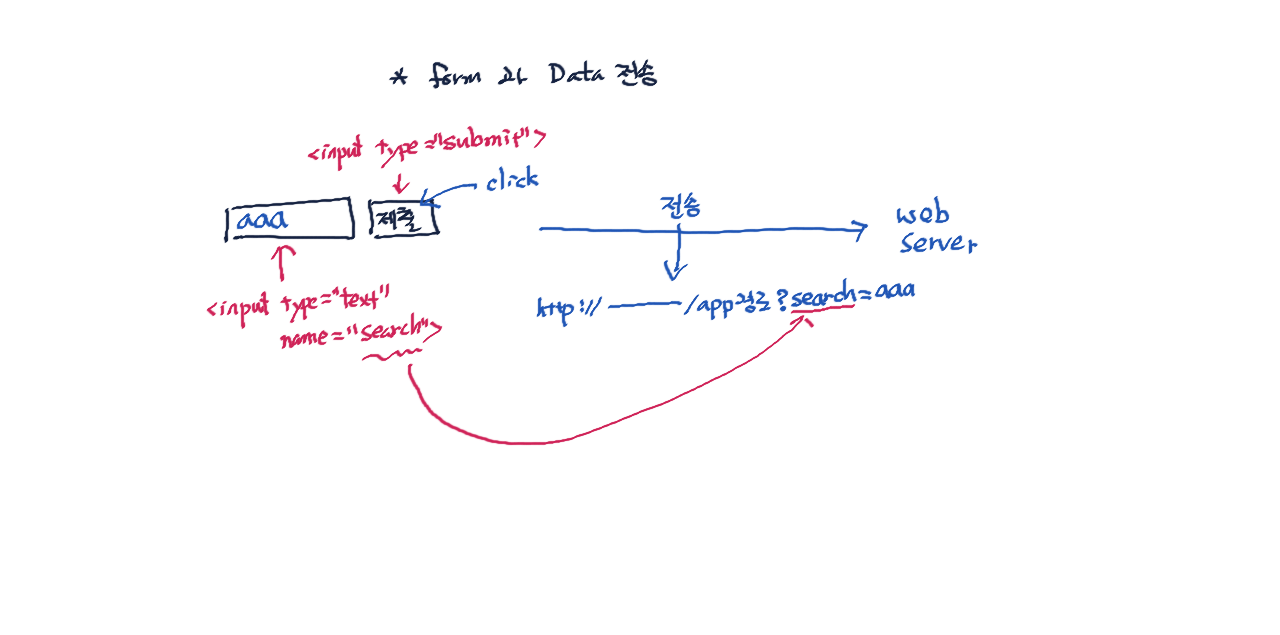 * form 과 Data 전송
<input type="submit">
click
aaa
제출
전송
web
server
<input type="text"
name="search">
http:// ——— /app경로?search=aaa